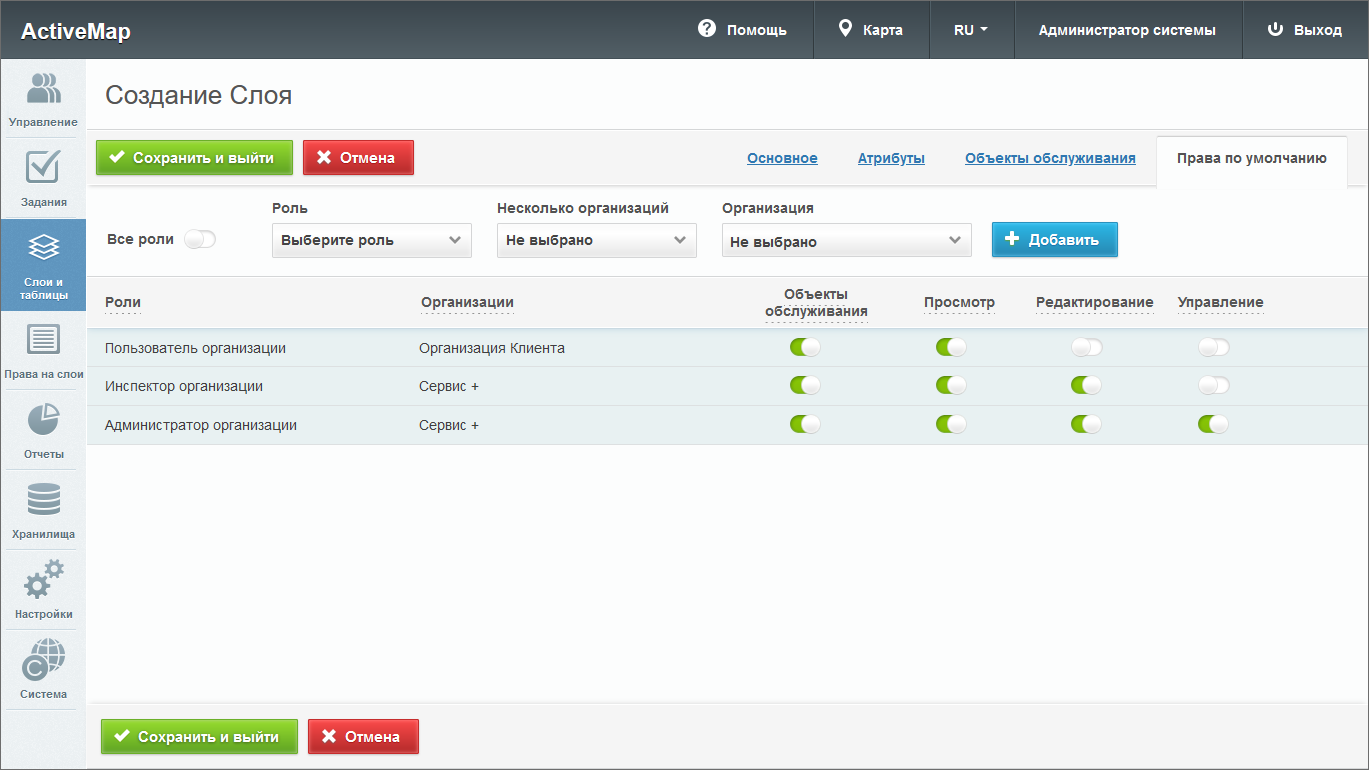 ActiveMap
Помощь
Карта
RU
Администратор системы
Выход
Управление
Задания
Слои и
таблицы
Права на слои
Отчеты
Хранилища
Настройки
Система
Создание Слоя
Сохранить и выйти
Отмена
Основное
Атрибуты
Объекты обслуживания
Права по умолчанию
Все роли
Роль
Выберите роль
Несколько организаций
Не выбрано
Организация
Не выбрано
Добавить
Роли
Организации
Объекты
обслуживания
Просмотр
Редактирование
Управление
Пользователь организации
Организация Клиента
Инспектор организации
Сервис +
Администратор организации
Сервис +
Сохранить и выйти
Отмена